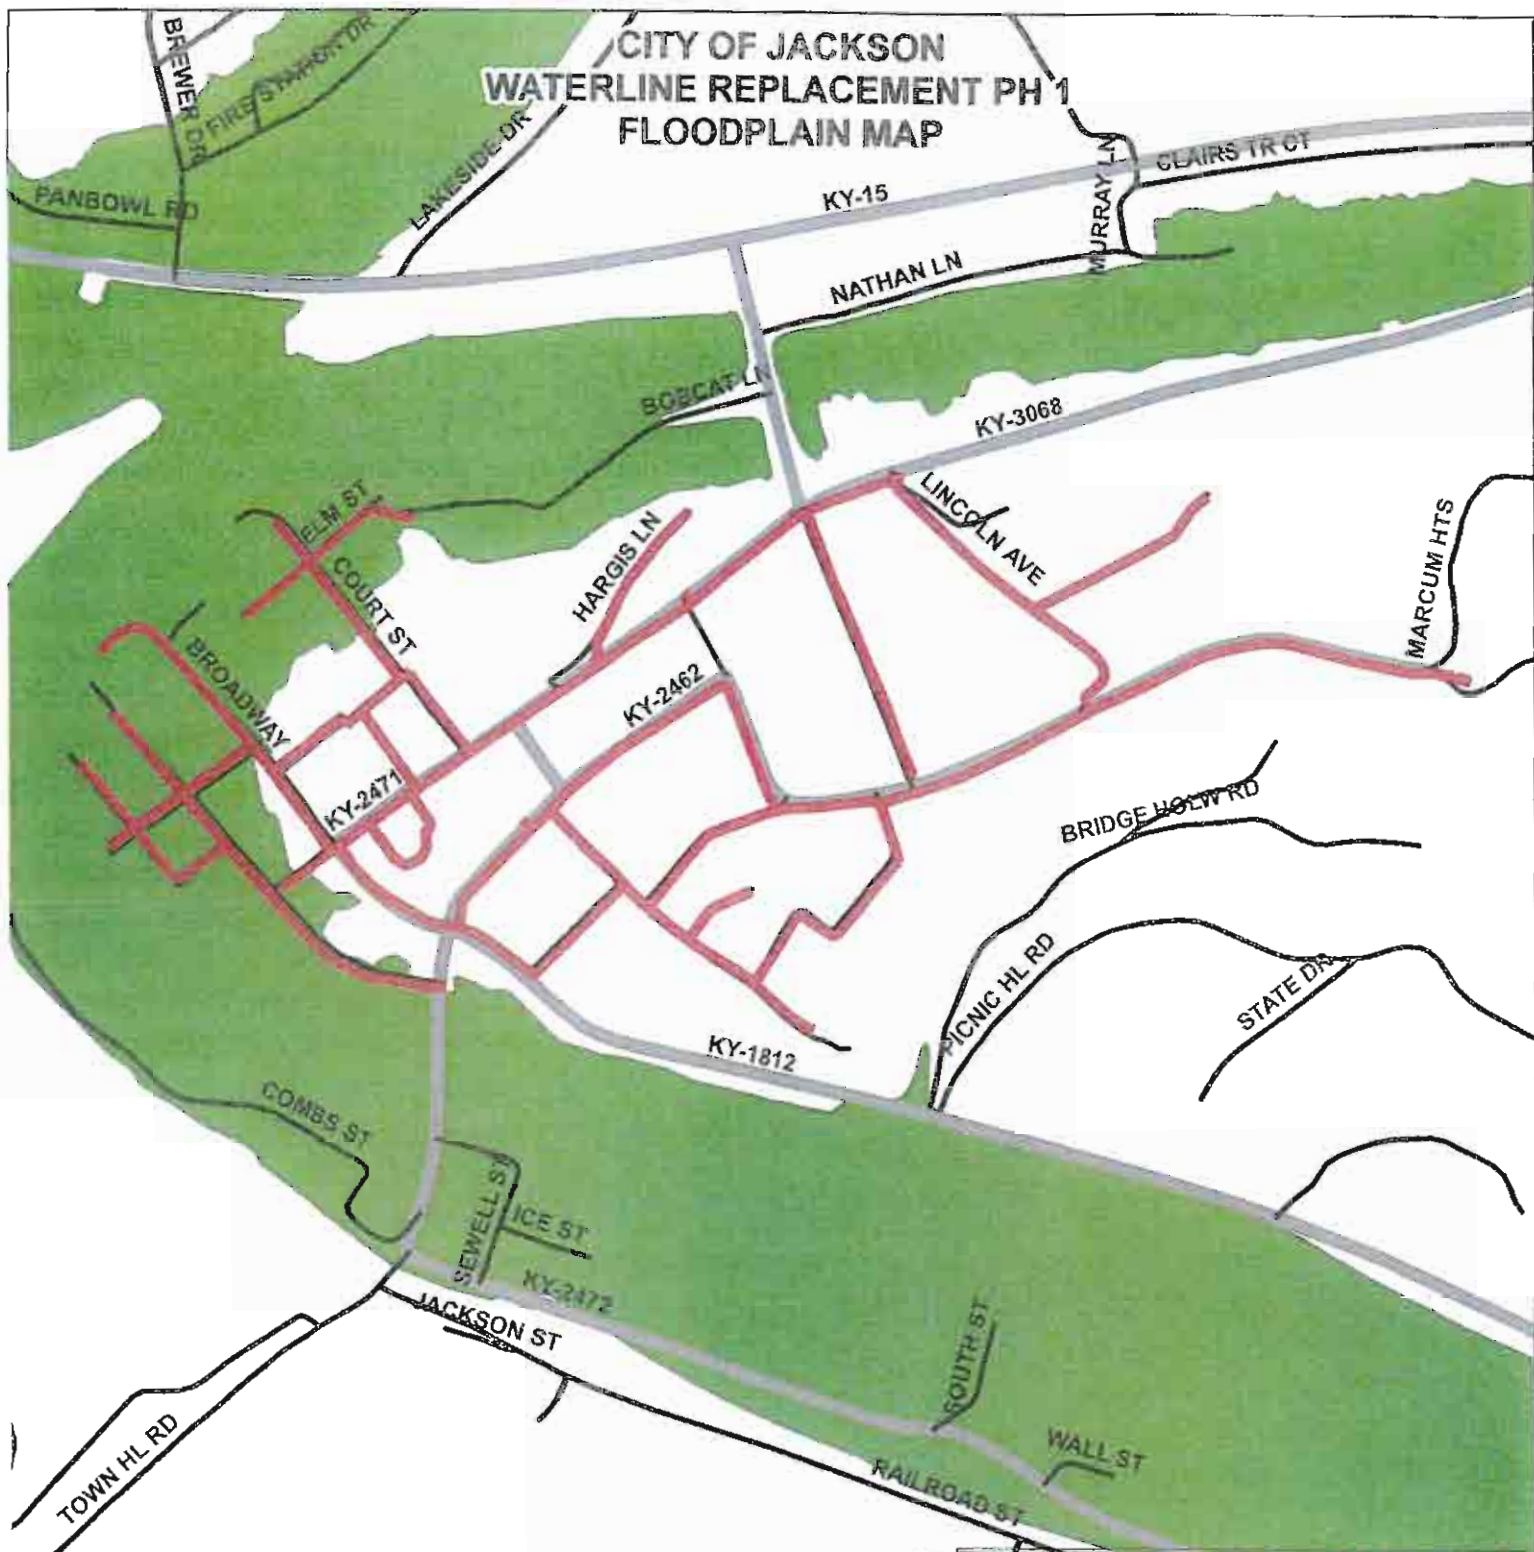 CITY OF JACKSON
WATERLINE REPLACEMENT PH 1
FLOODPLAIN MAP
BREWER DR
FIRE STATION DR
LAKESIDE DR
PANBOWL RD
KY-15
MURRAY LN
CLAIRS TR CT
NATHAN LN
BOBCAT LN
KY-3068
ELM ST
LINCOLN AVE
HARGIS LN
COURT ST
MARCUM HTS
BROADWAY
KY-2462
KY-2471
BRIDGE HOLW RD
PICNIC HL RD
STATE DR
KY-1812
COMBS ST
SEWELL ST
ICE ST
KY-2472
JACKSON ST
SOUTH ST
TOWN HL RD
WALL ST
RAILROAD ST